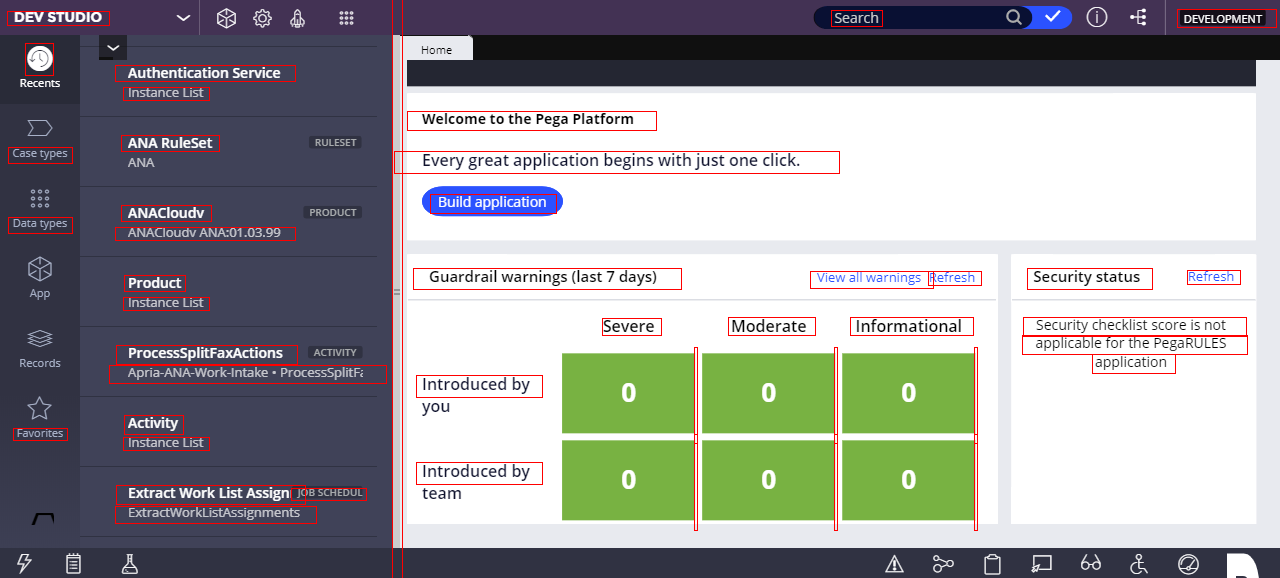 DEV STUDIO
Search
DEVELOPMENT
Recents
Case types
Data types
App
Records
Favorites
Authentication Service
Instance List
ANA RuleSet
RULESET
ANA
ANACloudv
PRODUCT
ANACloudv ANA:01.03.99
Product
Instance List
ProcessSplitFaxActions
ACTIVITY
Apria-ANA-Work-Intake • ProcessSplitFa
Activity
Instance List
Extract Work List Assign
JOB SCHEDUL
ExtractWorkListAssignments
Home
Welcome to the Pega Platform
Every great application begins with just one click.
Build application
Guardrail warnings (last 7 days)
View all warnings
Refresh
Severe
Moderate
Informational
Introduced by
you
0
0
0
Introduced by
team
0
0
0
Security status
Refresh
Security checklist score is not
applicable for the PegaRULES
application